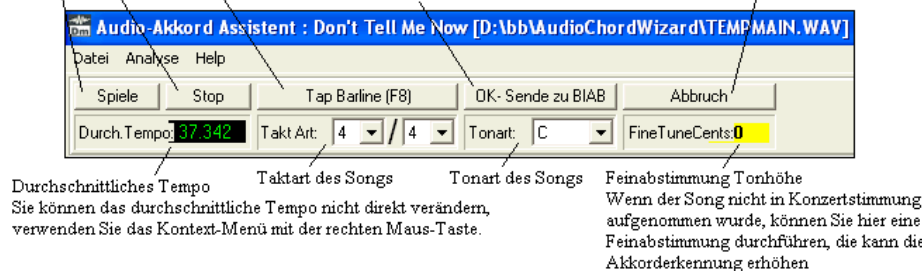 Audio-Akkord Assistent : Don't Tell Me Now [D:\bb\AudioChordWizard\TEMPMAIN.WAV]
Datei Analyse Help
Spiele Stop Tap Barline (F8) OK- Sende zu BIAB Abbruch
Durch.Tempo: 37.342 Takt Art: 4 / 4 Tonart: C FineTuneCents: 0
Durchschnittliches Tempo
Sie können das durchschnittliche Tempo nicht direkt verändern,
verwenden Sie das Kontext-Menü mit der rechten Maus-Taste.
Taktart des Songs
Tonart des Songs
Feinabstimmung Tonhöhe
Wenn der Song nicht in Konzertstimmung
aufgenommen wurde, können Sie hier eine
Feinabstimmung durchführen, die kann die
Akkorderkennung erhöhen